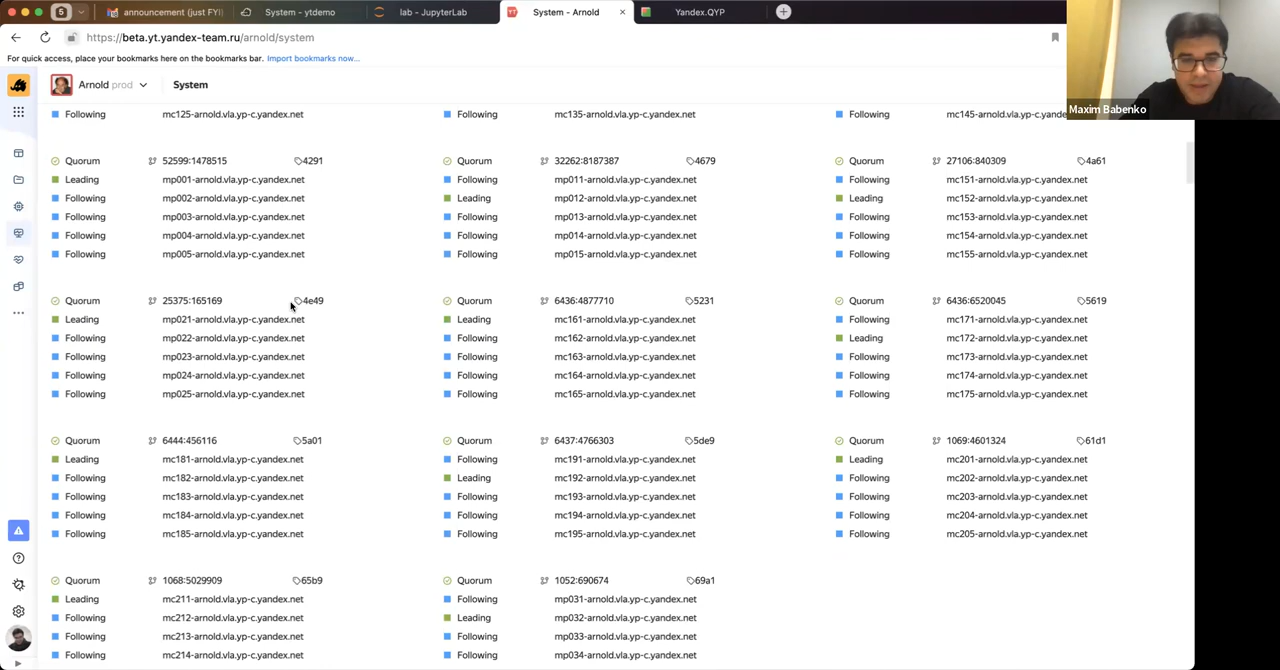 5 announcement (just FYI) System - ytdemo lab - JupyterLab System - Arnold Yandex.QYP
https://beta.yt.yandex-team.ru/arnold/system
For quick access, place your bookmarks here on the bookmarks bar. Import bookmarks now...
Maxim Babenko
Arnold prod System
Following mc125-arnold.vla.yp-c.yandex.net Following mc135-arnold.vla.yp-c.yandex.net Following mc145-arnold.vla.yp-c.yandex.net
Quorum 52599:1478515 4291 Quorum 32262:8187387 4679 Quorum 27106:840309 4a61
Leading mp001-arnold.vla.yp-c.yandex.net Following mp011-arnold.vla.yp-c.yandex.net Following mc151-arnold.vla.yp-c.yandex.net
Following mp002-arnold.vla.yp-c.yandex.net Leading mp012-arnold.vla.yp-c.yandex.net Leading mc152-arnold.vla.yp-c.yandex.net
Following mp003-arnold.vla.yp-c.yandex.net Following mp013-arnold.vla.yp-c.yandex.net Following mc153-arnold.vla.yp-c.yandex.net
Following mp004-arnold.vla.yp-c.yandex.net Following mp014-arnold.vla.yp-c.yandex.net Following mc154-arnold.vla.yp-c.yandex.net
Following mp005-arnold.vla.yp-c.yandex.net Following mp015-arnold.vla.yp-c.yandex.net Following mc155-arnold.vla.yp-c.yandex.net
Quorum 25375:165169 4e49 Quorum 6436:4877710 5231 Quorum 6436:6520045 5619
Leading mp021-arnold.vla.yp-c.yandex.net Leading mc161-arnold.vla.yp-c.yandex.net Following mc171-arnold.vla.yp-c.yandex.net
Following mp022-arnold.vla.yp-c.yandex.net Following mc162-arnold.vla.yp-c.yandex.net Leading mc172-arnold.vla.yp-c.yandex.net
Following mp023-arnold.vla.yp-c.yandex.net Following mc163-arnold.vla.yp-c.yandex.net Following mc173-arnold.vla.yp-c.yandex.net
Following mp024-arnold.vla.yp-c.yandex.net Following mc164-arnold.vla.yp-c.yandex.net Following mc174-arnold.vla.yp-c.yandex.net
Following mp025-arnold.vla.yp-c.yandex.net Following mc165-arnold.vla.yp-c.yandex.net Following mc175-arnold.vla.yp-c.yandex.net
Quorum 6444:456116 5a01 Quorum 6437:4766303 5de9 Quorum 1069:4601324 61d1
Leading mc181-arnold.vla.yp-c.yandex.net Following mc191-arnold.vla.yp-c.yandex.net Leading mc201-arnold.vla.yp-c.yandex.net
Following mc182-arnold.vla.yp-c.yandex.net Leading mc192-arnold.vla.yp-c.yandex.net Following mc202-arnold.vla.yp-c.yandex.net
Following mc183-arnold.vla.yp-c.yandex.net Following mc193-arnold.vla.yp-c.yandex.net Following mc203-arnold.vla.yp-c.yandex.net
Following mc184-arnold.vla.yp-c.yandex.net Following mc194-arnold.vla.yp-c.yandex.net Following mc204-arnold.vla.yp-c.yandex.net
Following mc185-arnold.vla.yp-c.yandex.net Following mc195-arnold.vla.yp-c.yandex.net Following mc205-arnold.vla.yp-c.yandex.net
Quorum 1068:5029909 65b9 Quorum 1052:690674 69a1
Leading mc211-arnold.vla.yp-c.yandex.net Following mp031-arnold.vla.yp-c.yandex.net
Following mc212-arnold.vla.yp-c.yandex.net Leading mp032-arnold.vla.yp-c.yandex.net
Following mc213-arnold.vla.yp-c.yandex.net Following mp033-arnold.vla.yp-c.yandex.net
Following mc214-arnold.vla.yp-c.yandex.net Following mp034-arnold.vla.yp-c.yandex.net